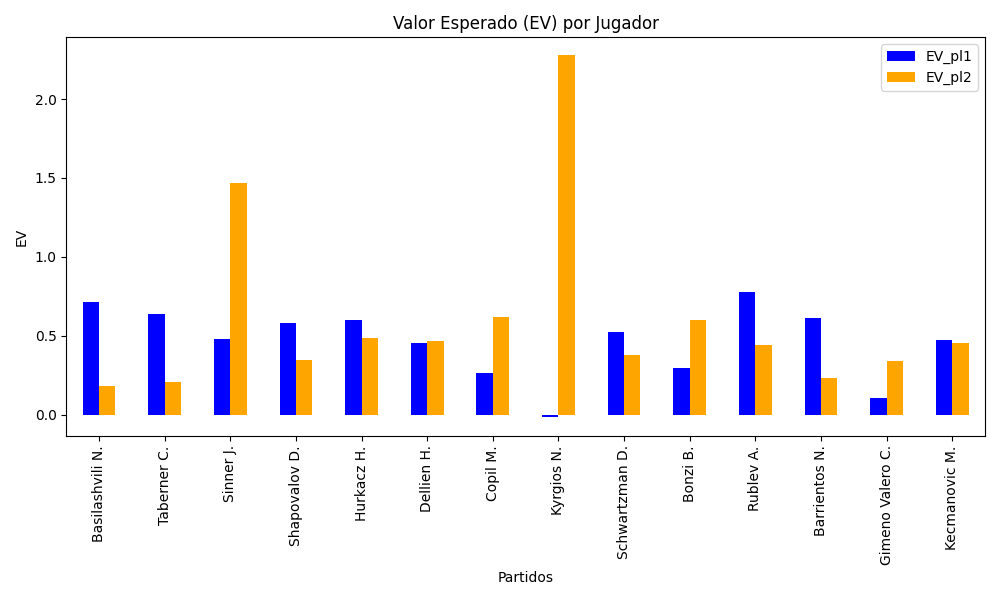 Valor Esperado (EV) por Jugador
EV_pl1
EV_pl2
EV
2.0
1.5
1.0
0.5
0.0
Basilashvili N.
Taberner C.
Sinner J.
Shapovalov D.
Hurkacz H.
Dellien H.
Copil M.
Kyrgios N.
Schwartzman D.
Bonzi B.
Rublev A.
Barrientos N.
Gimeno Valero C.
Kecmanovic M.
Partidos